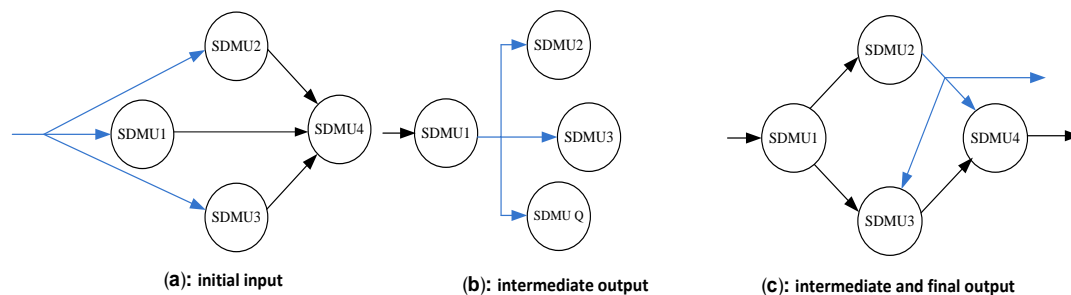 SDMU2
SDMU1
SDMU4
SDMU3
(a): initial input
SDMU2
SDMU1
SDMU3
SDMU Q
(b): intermediate output
SDMU2
SDMU1
SDMU4
SDMU3
(c): intermediate and final output